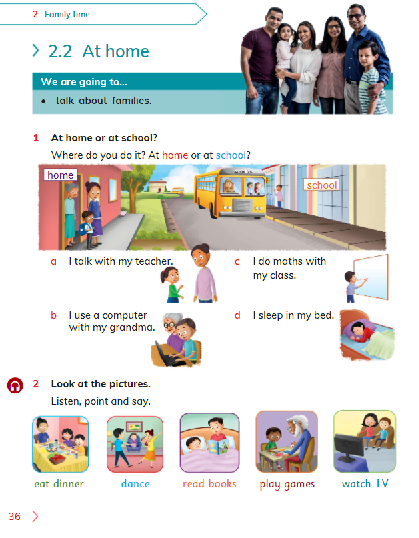 2 Family time
2.2 At home
We are going to...
• talk about families.
1 At home or at school?
Where do you do it? At home or at school?
home
school
a I talk with my teacher.
c I do maths with
my class.
b I use a computer
with my grandma.
d I sleep in my bed.
2 Look at the pictures.
Listen, point and say.
eat dinner
dance
read books
play games
watch TV
36